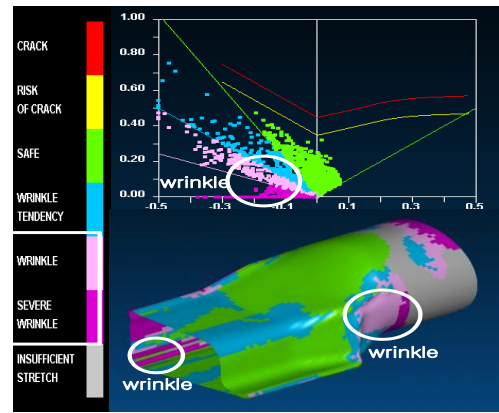 CRACK
RISK
OF CRACK
SAFE
WRINKLE
TENDENCY
WRINKLE
SEVERE
WRINKLE
INSUFFICIENT
STRETCH
1.00
0.80
0.60
0.40
0.20
0.00
-0.5 -0.3 -0.1 0.1 0.3 0.5
wrinkle
wrinkle
wrinkle